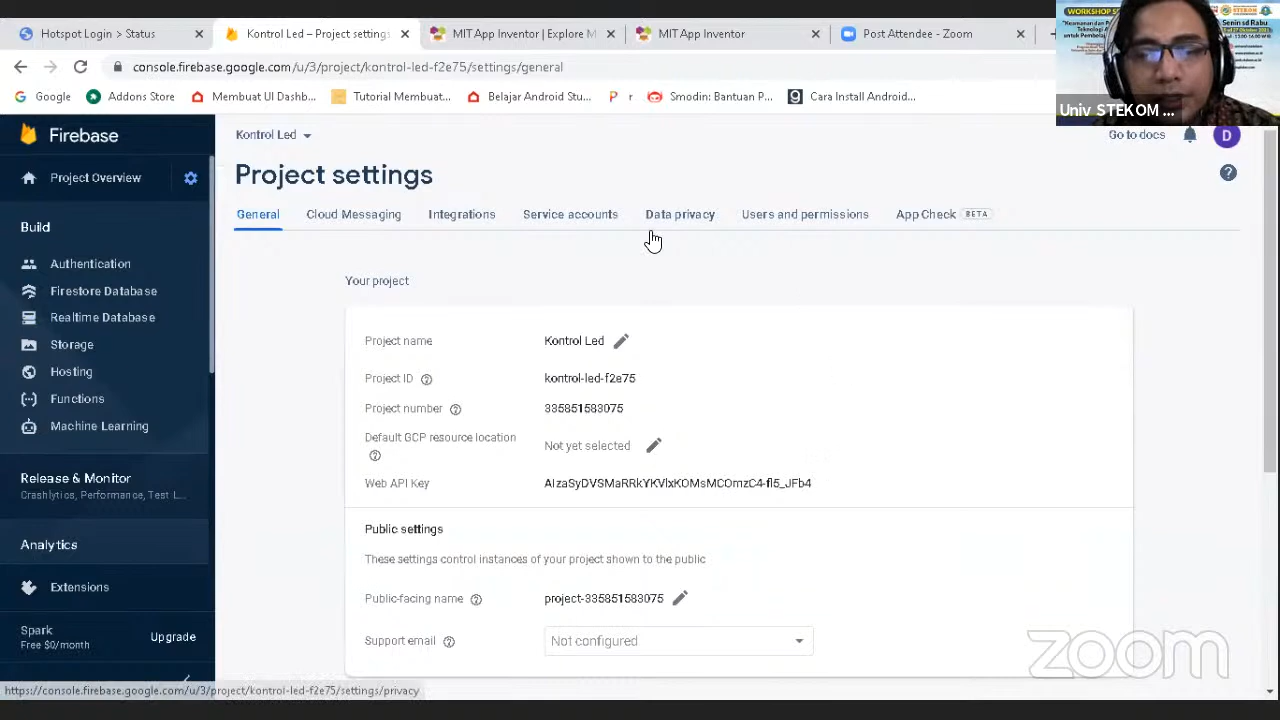 Hotspot Login > Status
Kontrol Led – Project settings
MIT App Inventor | Explore M
MIT App Inventor
Post Attendee - Zoom
console.firebase.google.com/u/3/project/kontrol-led-f2e75/settings/gen
Google
Addons Store
Membuat UI Dashb...
Tutorial Membuat...
Belajar Android Stu...
P
r
Smodin: Bantuan P...
Cara Install Android...
WORKSHOP
STEKOM
Senin sd Rabu
Univ STEKOM ...
Firebase
Kontrol Led
Go to docs
D
Project Overview
Project settings
General
Cloud Messaging
Integrations
Service accounts
Data privacy
Users and permissions
App Check BETA
Build
Authentication
Firestore Database
Realtime Database
Storage
Hosting
Functions
Machine Learning
Release & Monitor
Crashlytics, Performance, Test L...
Analytics
Extensions
Spark
Free $0/month
Upgrade
Your project
Project name
Kontrol Led
Project ID
kontrol-led-f2e75
Project number
335851583075
Default GCP resource location
Not yet selected
Web API Key
Public settings
These settings control instances of your project shown to the public
Public-facing name
project-335851583075
Support email
Not configured
zoom
https://console.firebase.google.com/u/3/project/kontrol-led-f2e75/settings/privacy